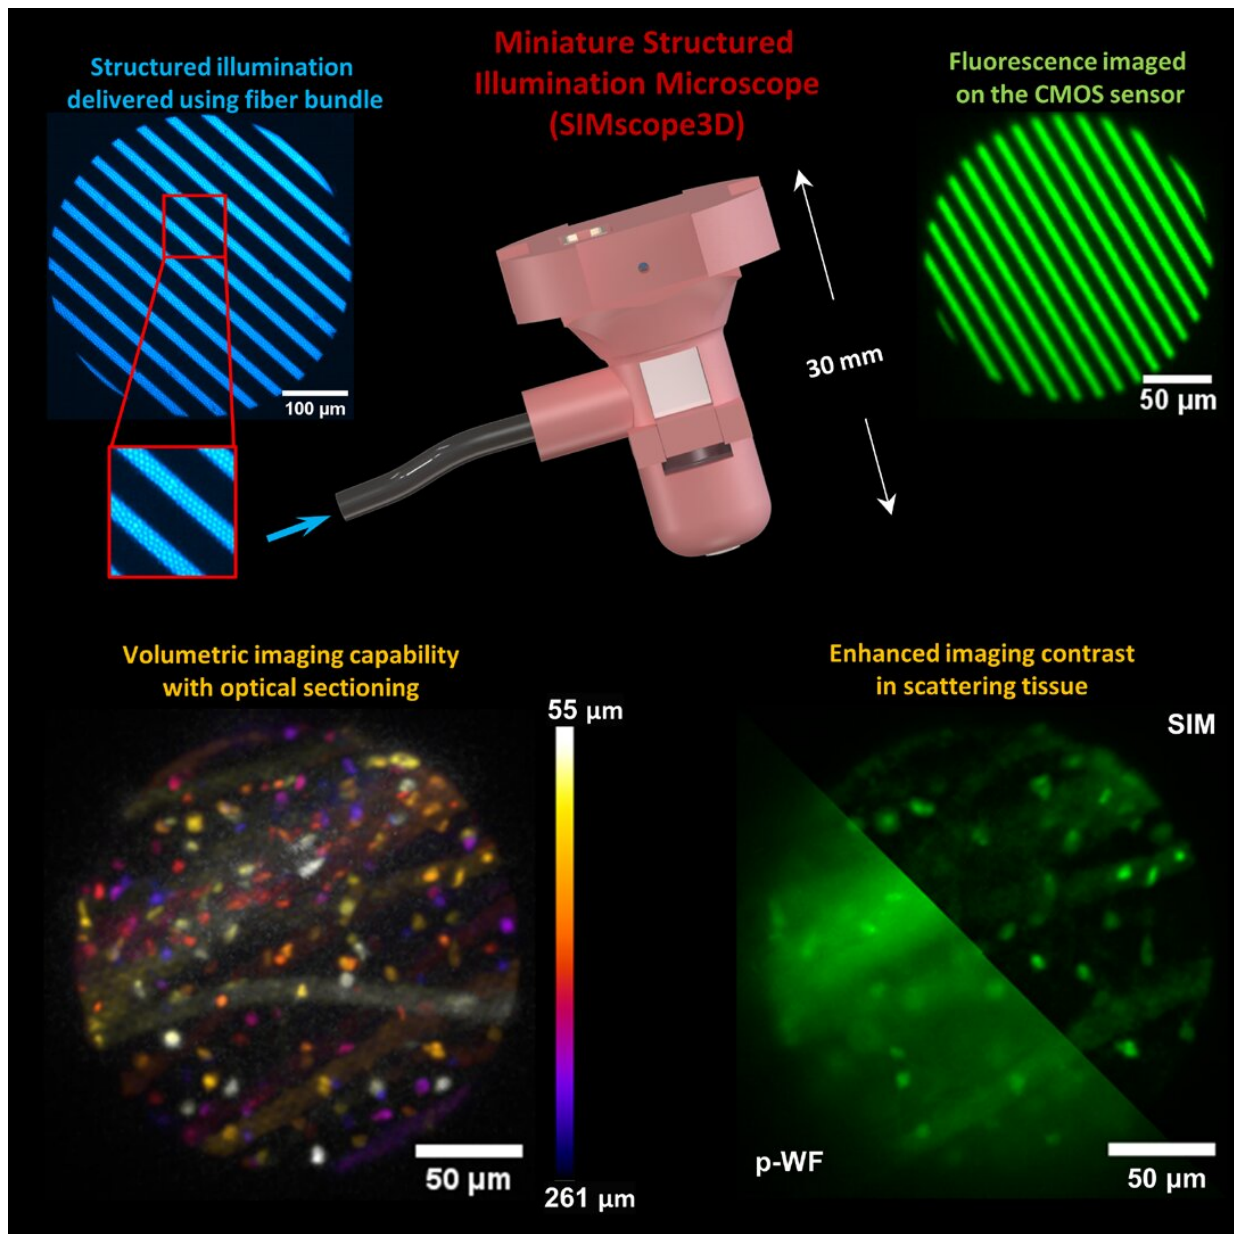 Structured illumination
delivered using fiber bundle
100 µm
Miniature Structured
Illumination Microscope
(SIMscope3D)
30 mm
Fluorescence imaged
on the CMOS sensor
50 µm
Volumetric imaging capability
with optical sectioning
55 µm
261 µm
50 µm
Enhanced imaging contrast
in scattering tissue
SIM
p-WF
50 µm